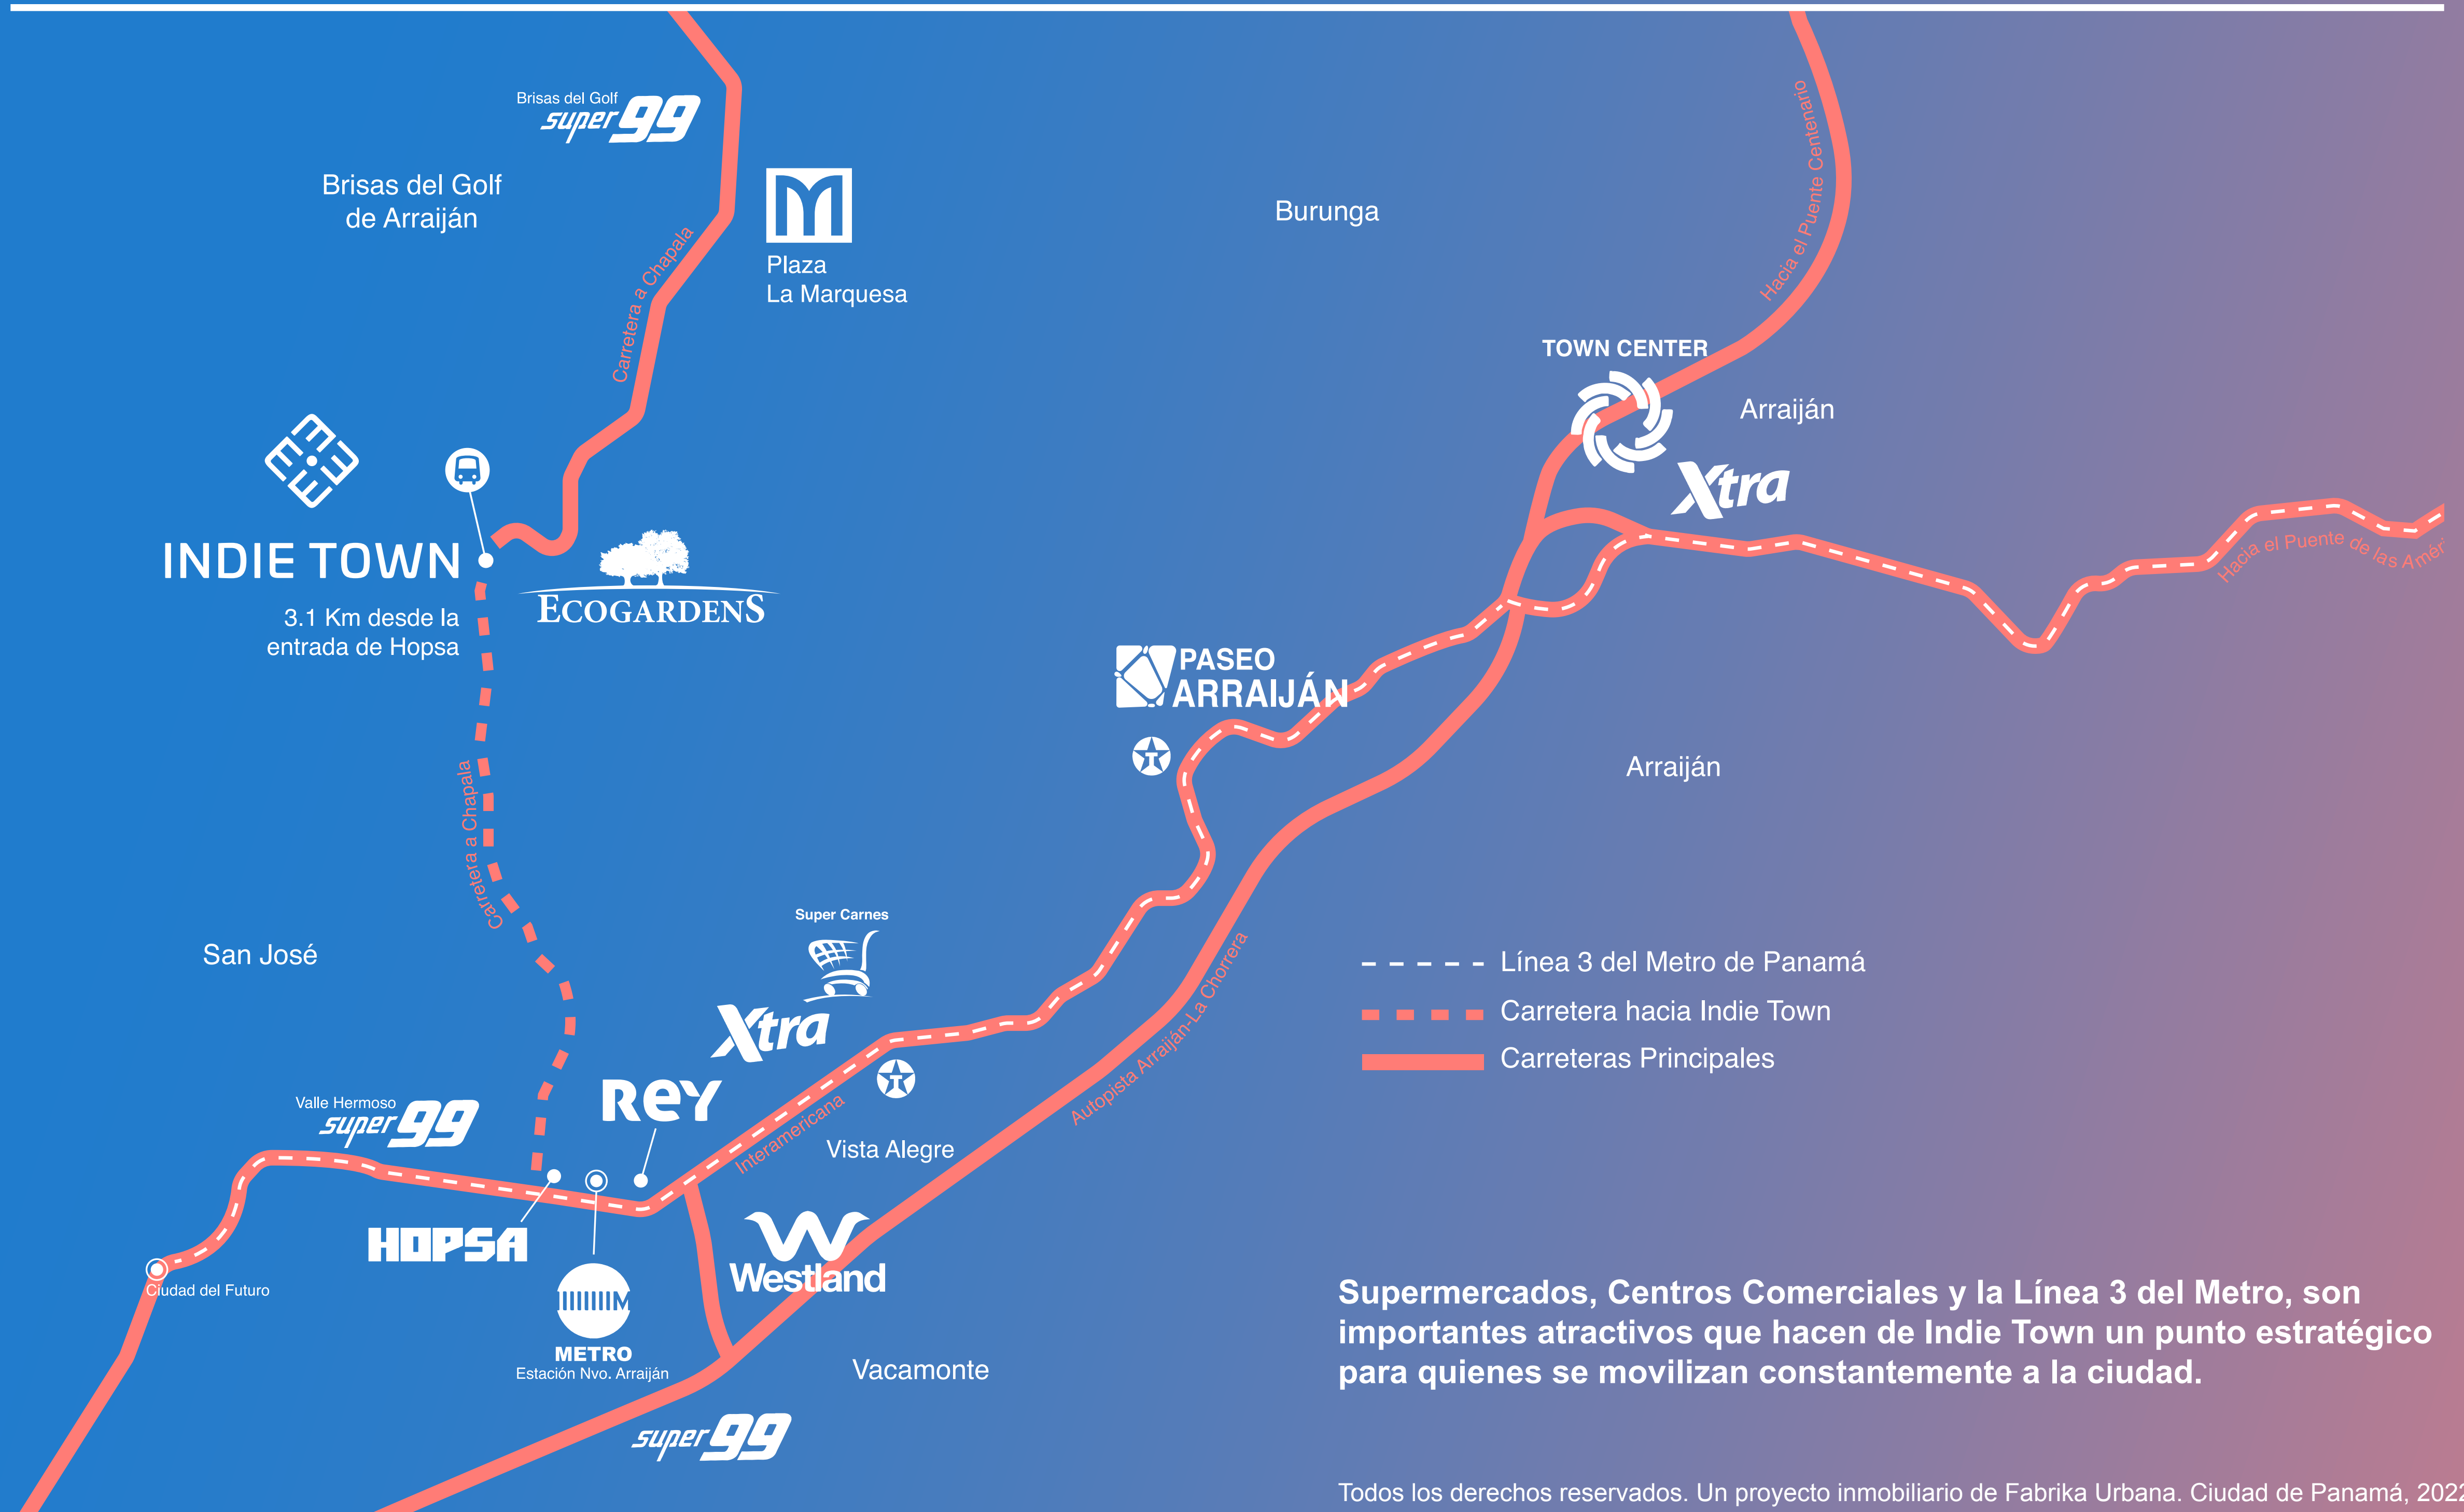 Brisas del Golf
super 99
Brisas del Golf
de Arraiján
M
Plaza
La Marquesa
Carretera a Chapala
Burunga
Hacia el Puente Centenario
TOWN CENTER
Arraiján
Xtra
Hacia el Puente de las Amér
INDIE TOWN
3.1 Km desde la
entrada de Hopsa
ECOGARDENS
PASEO
ARRAIJÁN
T
Arraiján
Carretera a Chapala
San José
Super Carnes
Xtra
REY
T
Interamericana
Vista Alegre
Autopista Arraiján-La Chorrera
Línea 3 del Metro de Panamá
Carretera hacia Indie Town
Carreteras Principales
Valle Hermoso
super 99
HOPSA
Ciudad del Futuro
M
METRO
Estación Nvo. Arraiján
W
Westland
Vacamonte
super 99
Supermercados, Centros Comerciales y la Línea 3 del Metro, son
importantes atractivos que hacen de Indie Town un punto estratégico
para quienes se movilizan constantemente a la ciudad.
Todos los derechos reservados. Un proyecto inmobiliario de Fabrika Urbana. Ciudad de Panamá,